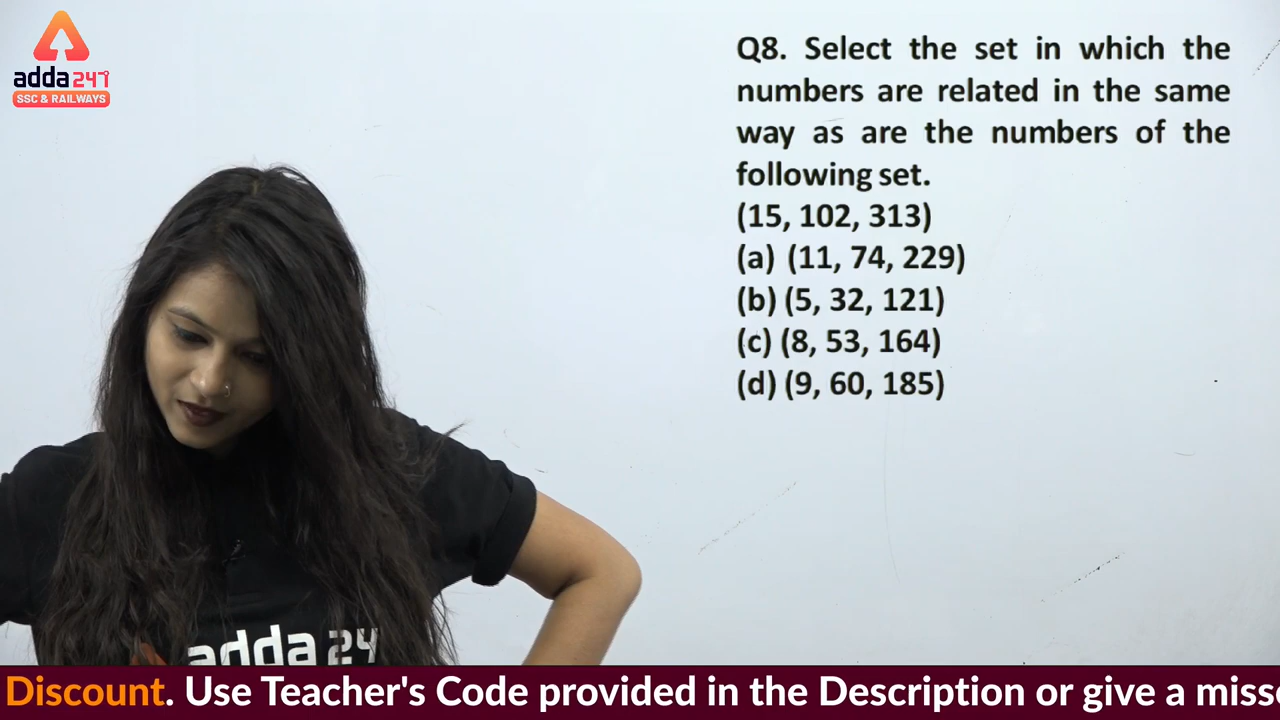 adda247
SSC & RAILWAYS
Q8. Select the set in which the
numbers are related in the same
way as are the numbers of the
following set.
(15, 102, 313)
(a) (11, 74, 229)
(b) (5, 32, 121)
(c) (8, 53, 164)
(d) (9, 60, 185)
adda 24
Discount. Use Teacher's Code provided in the Description or give a miss